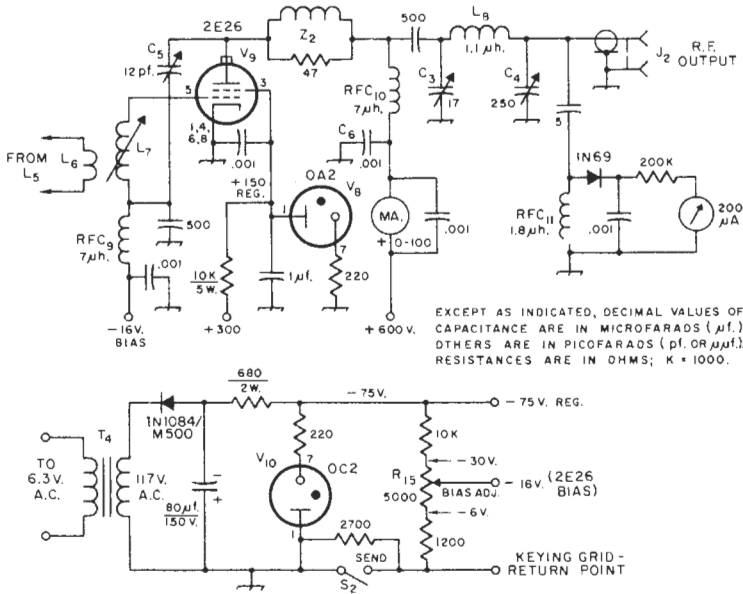 2E26
Z2
47
500
L8
1.1µh.
J2
R.F.
OUTPUT
C5
12pf.
V9
5
3
1,4,
6,8
.001
RFC10
7µh.
C3
17
C4
250
5
FROM
L5
L6
L7
C6
.001
1N69
200K
+150
REG.
OA2
V8
1
7
MA.
+ 0-100
.001
RFC11
1.8µh.
.001
200
µA
RFC9
7µh.
500
.001
10K
5W.
1µf.
220
-16V.
BIAS
+300
+600V.
EXCEPT AS INDICATED, DECIMAL VALUES OF
CAPACITANCE ARE IN MICROFARADS (µf.)
OTHERS ARE IN PICOFARADS (pf. OR µµf.)
RESISTANCES ARE IN OHMS; K = 1000.
680
2W.
-75V.
-75V. REG.
1N1084/
M500
T4
TO
6.3V.
A.C.
117V.
A.C.
80µf.
150V.
-
+
220
7
V10
OC2
1
10K
-30V.
R15
5000
BIAS ADJ.
-16V. (2E26
BIAS)
-6V.
1200
2700
SEND
S2
KEYING GRID-
RETURN POINT